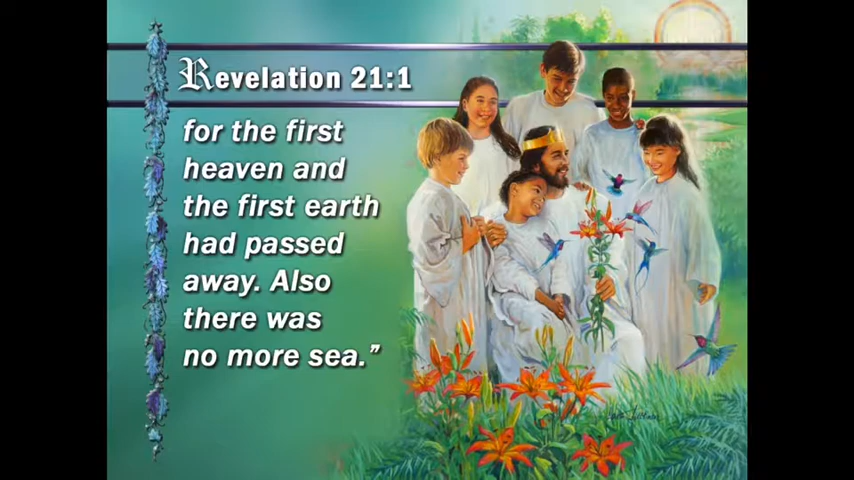 Revelation 21:1
for the first
heaven and
the first earth
had passed
away. Also
there was
no more sea.”